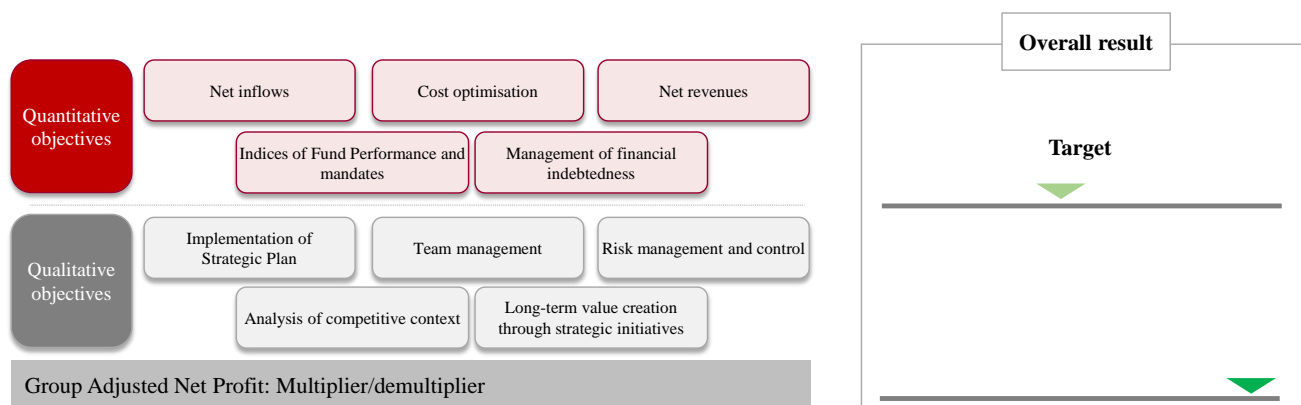 Quantitative
objectives
Net inflows
Cost optimisation
Net revenues
Indices of Fund Performance and
mandates
Management of financial
indebtedness
Qualitative
objectives
Implementation of
Strategic Plan
Team management
Risk management and control
Analysis of competitive context
Long-term value creation
through strategic initiatives
Group Adjusted Net Profit: Multiplier/demultiplier
Overall result
Target